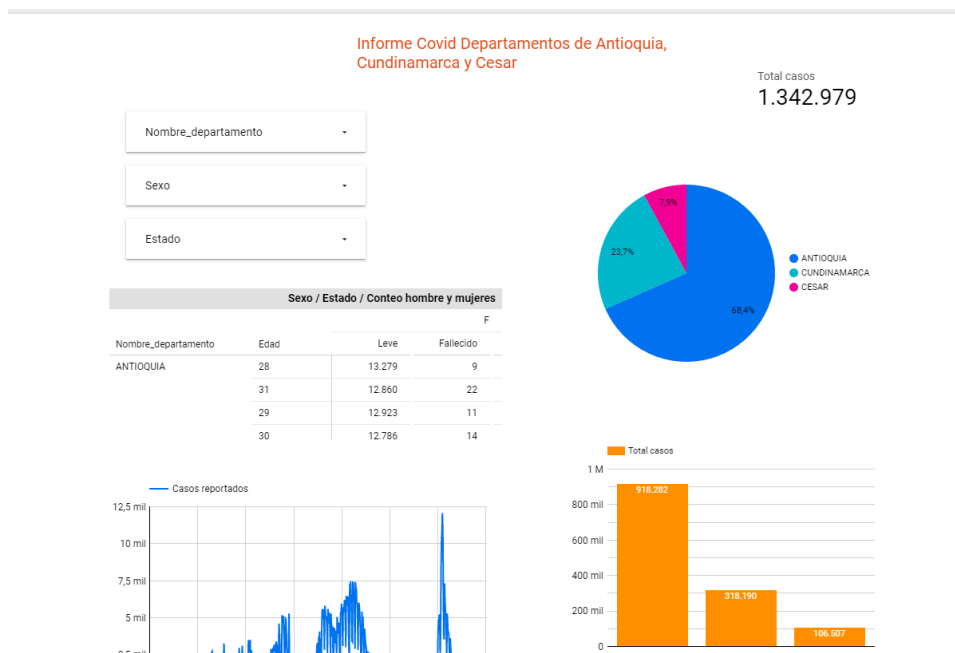 Informe Covid Departamentos de Antioquia,
Cundinamarca y Cesar
Total casos
1.342.979
Nombre_departamento
Sexo
Estado
7,9%
23,7%
68,4%
ANTIOQUIA
CUNDINAMARCA
CESAR
Sexo / Estado / Conteo hombre y mujeres
F
Nombre_departamento Edad Leve Fallecido
ANTIOQUIA 28 13.279 9
31 12.860 22
29 12.923 11
30 12.786 14
Casos reportados
12,5 mil
10 mil
7,5 mil
5 mil
Total casos
1 M
800 mil
600 mil
400 mil
200 mil
0
918.282
318.190
106.507